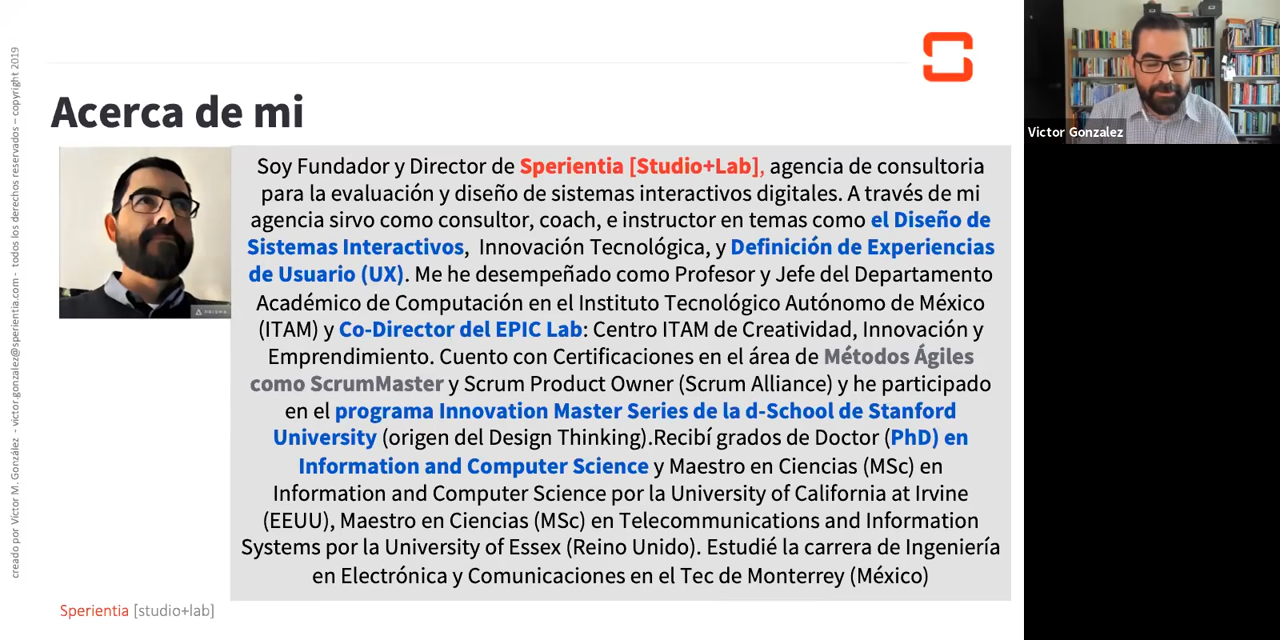 creado por Victor M. González - victor.gonzalez@sperientia.com - todos los derechos reservados – copyright 2019
Acerca de mi
Soy Fundador y Director de Sperientia [Studio+Lab], agencia de consultoria
para la evaluación y diseño de sistemas interactivos digitales. A través de mi
agencia sirvo como consultor, coach, e instructor en temas como el Diseño de
Sistemas Interactivos, Innovación Tecnológica, y Definición de Experiencias
de Usuario (UX). Me he desempeñado como Profesor y Jefe del Departamento
Académico de Computación en el Instituto Tecnológico Autónomo de México
(ITAM) y Co-Director del EPIC Lab: Centro ITAM de Creatividad, Innovación y
Emprendimiento. Cuento con Certificaciones en el área de Métodos Ágiles
como ScrumMaster y Scrum Product Owner (Scrum Alliance) y he participado
en el programa Innovation Master Series de la d-School de Stanford
University (origen del Design Thinking).Recibí grados de Doctor (PhD) en
Information and Computer Science y Maestro en Ciencias (MSc) en
Information and Computer Science por la University of California at Irvine
(EEUU), Maestro en Ciencias (MSc) en Telecommunications and Information
Systems por la University of Essex (Reino Unido). Estudié la carrera de Ingeniería
en Electrónica y Comunicaciones en el Tec de Monterrey (México)
Sperientia [studio+lab]
Victor Gonzalez